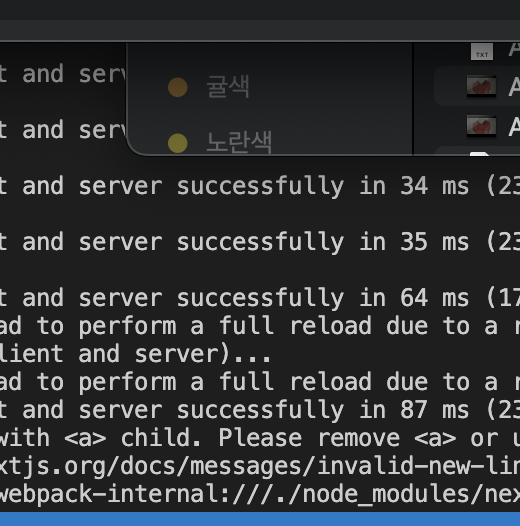 TXT
A
t and serv
귤색
A
t and serv
노란색
A
t and server successfully in 34 ms (23
t and server successfully in 35 ms (23
t and server successfully in 64 ms (17
ad to perform a full reload due to a r
lient and server)...
ad to perform a full reload due to a r
t and server successfully in 87 ms (23
with <a> child. Please remove <a> or u
xtjs.org/docs/messages/invalid-new-lin
webpack-internal:///./node_modules/nex